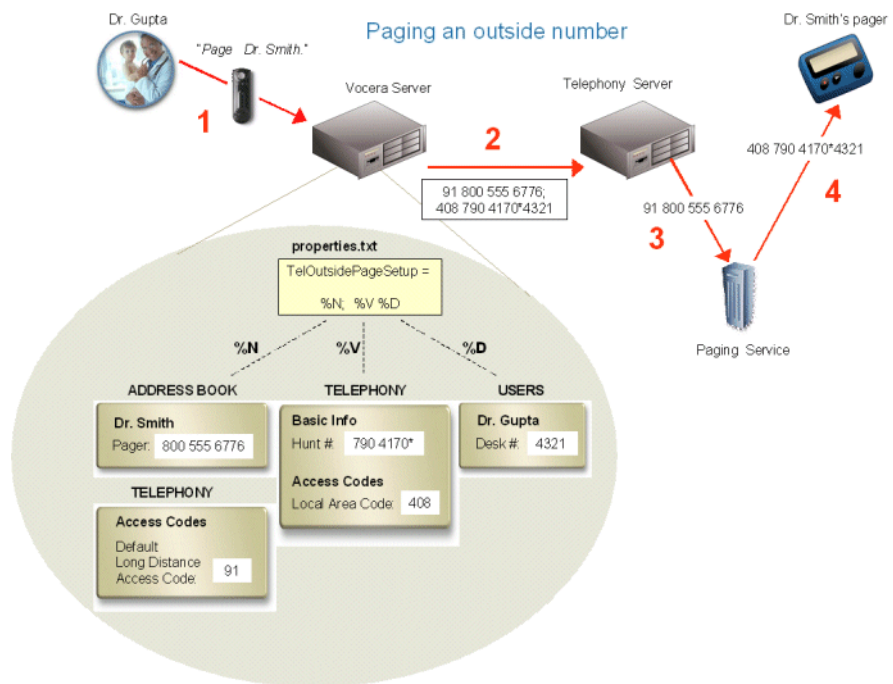 Dr. Gupta
Paging an outside number
Dr. Smith's pager
"Page Dr. Smith."
Vocera Server
Telephony Server
1
2
408 790 4170*4321
91 800 555 6776;
408 790 4170*4321
91 800 555 6776
3
4
properties.txt
TelOutsidePageSetup =
%N; %V %D
Paging Service
%N
%V
%D
ADDRESS BOOK
TELEPHONY
USERS
Dr. Smith
Pager: 800 555 6776
Basic Info
Hunt #: 790 4170*
Dr. Gupta
Desk #: 4321
Access Codes
Local Area Code: 408
TELEPHONY
Access Codes
Default
Long Distance
Access Code: 91